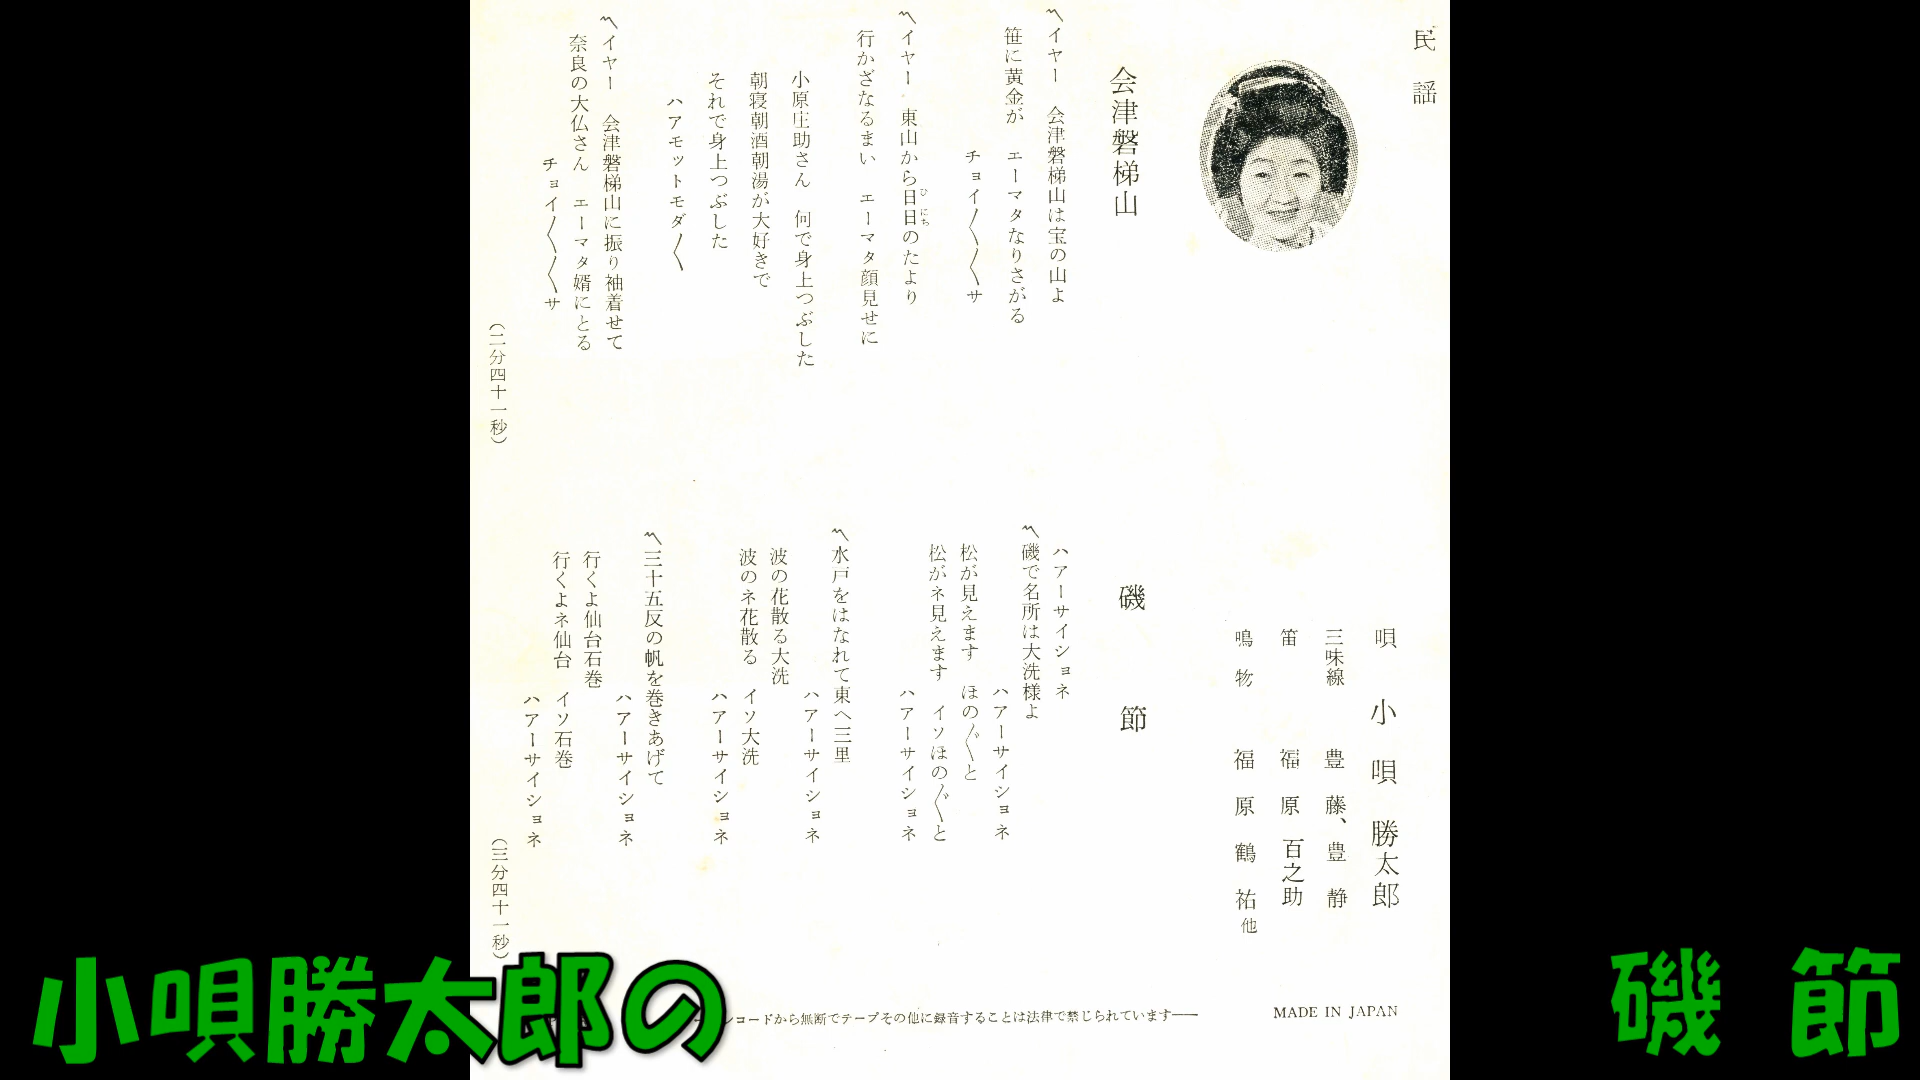 民謡
会津磐梯山
〽イヤー 会津磐梯山は宝の山よ
笹に黄金が エーマタなりさがる
チョイ〳〵〳〵サ
〽イヤー 東山から日日のたより
ひにち
行かざなるまい エーマタ顔見せに
小原庄助さん 何で身上つぶした
朝寝朝酒朝湯が大好きで
それで身上つぶした
ハアモットモダ〳〵
〽イヤー 会津磐梯山に振り袖着せて
奈良の大仏さん エーマタ婿にとる
チョイ〳〵〳〵サ
(二分四十一秒)
唄 小唄勝太郎
三味線 豊藤、豊静
笛 福原百之助
鳴物 福原鶴祐他
磯節
ハアーサイショネ
〽磯で名所は大洗様よ
ハアーサイショネ
松が見えます ほの〴〵と
松がネ見えます イソほの〴〵と
ハアーサイショネ
〽水戸をはなれて東へ三里
ハアーサイショネ
波の花散る大洗
波のネ花散る イソ大洗
ハアーサイショネ
〽三十五反の帆を巻きあげて
ハアーサイショネ
行くよ仙台石巻
行くよネ仙台 イソ石巻
ハアーサイショネ
(三分四十一秒)
コードから無断でテープその他に録音することは法律で禁じられています――
MADE IN JAPAN
小唄勝太郎の
磯 節